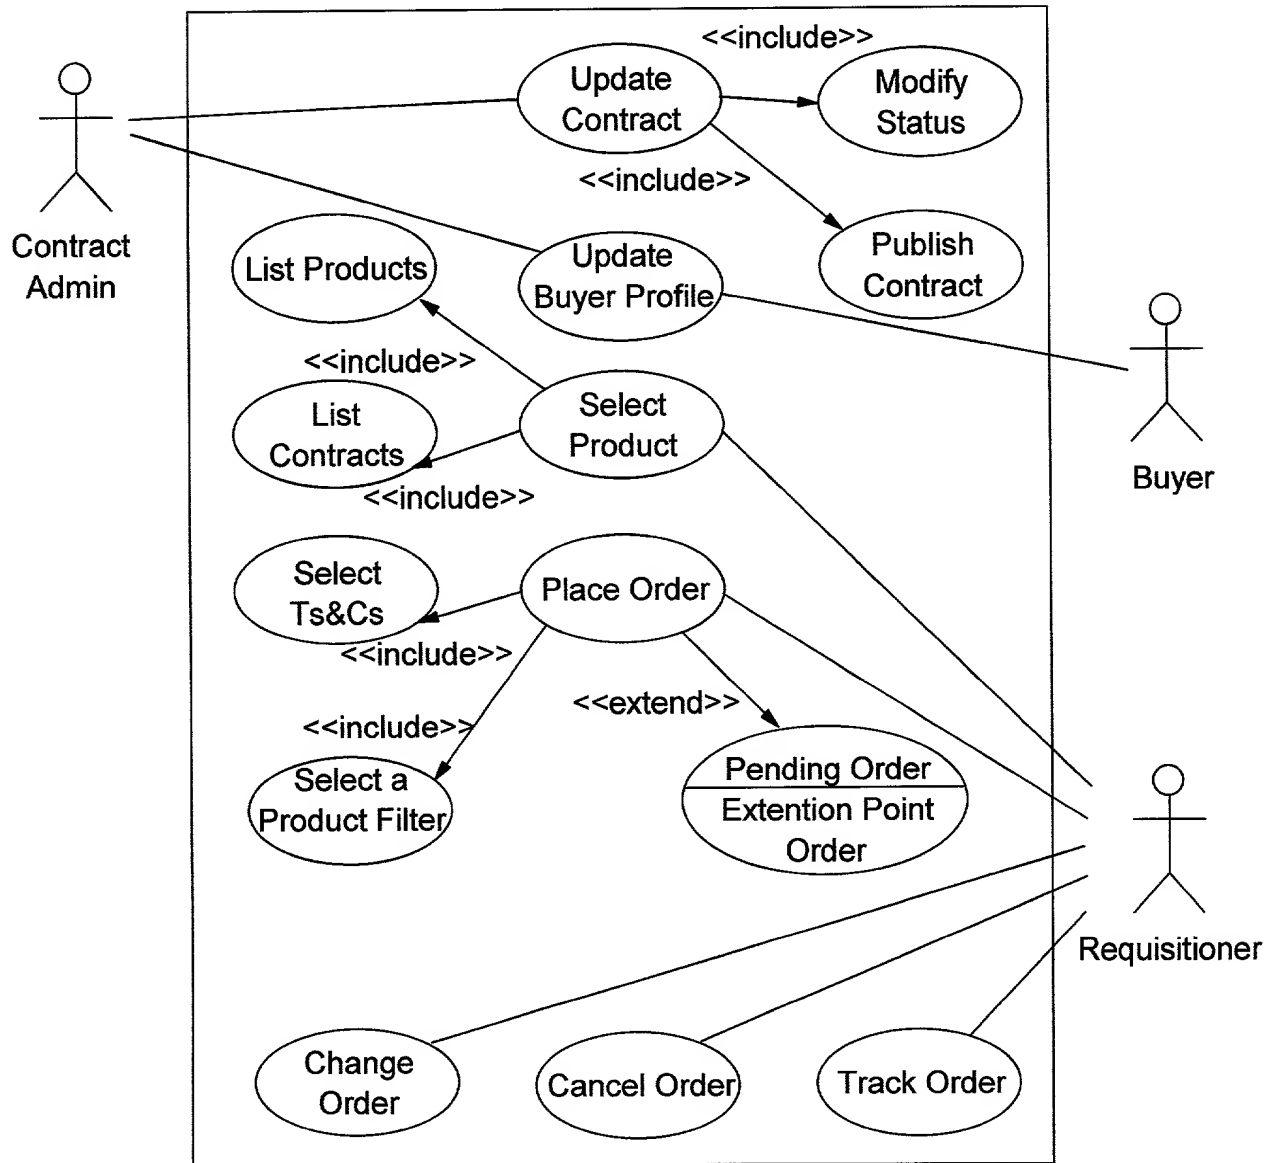 <<include>>
Update
Contract
Modify
Status
<<include>>
Contract
Admin
List Products
Update
Buyer Profile
Publish
Contract
<<include>>
List
Contracts
Select
Product
<<include>>
Buyer
Select
Ts&Cs
Place Order
<<include>>
<<extend>>
<<include>>
Select a
Product Filter
Pending Order
Extention Point
Order
Requisitioner
Change
Order
Cancel Order
Track Order